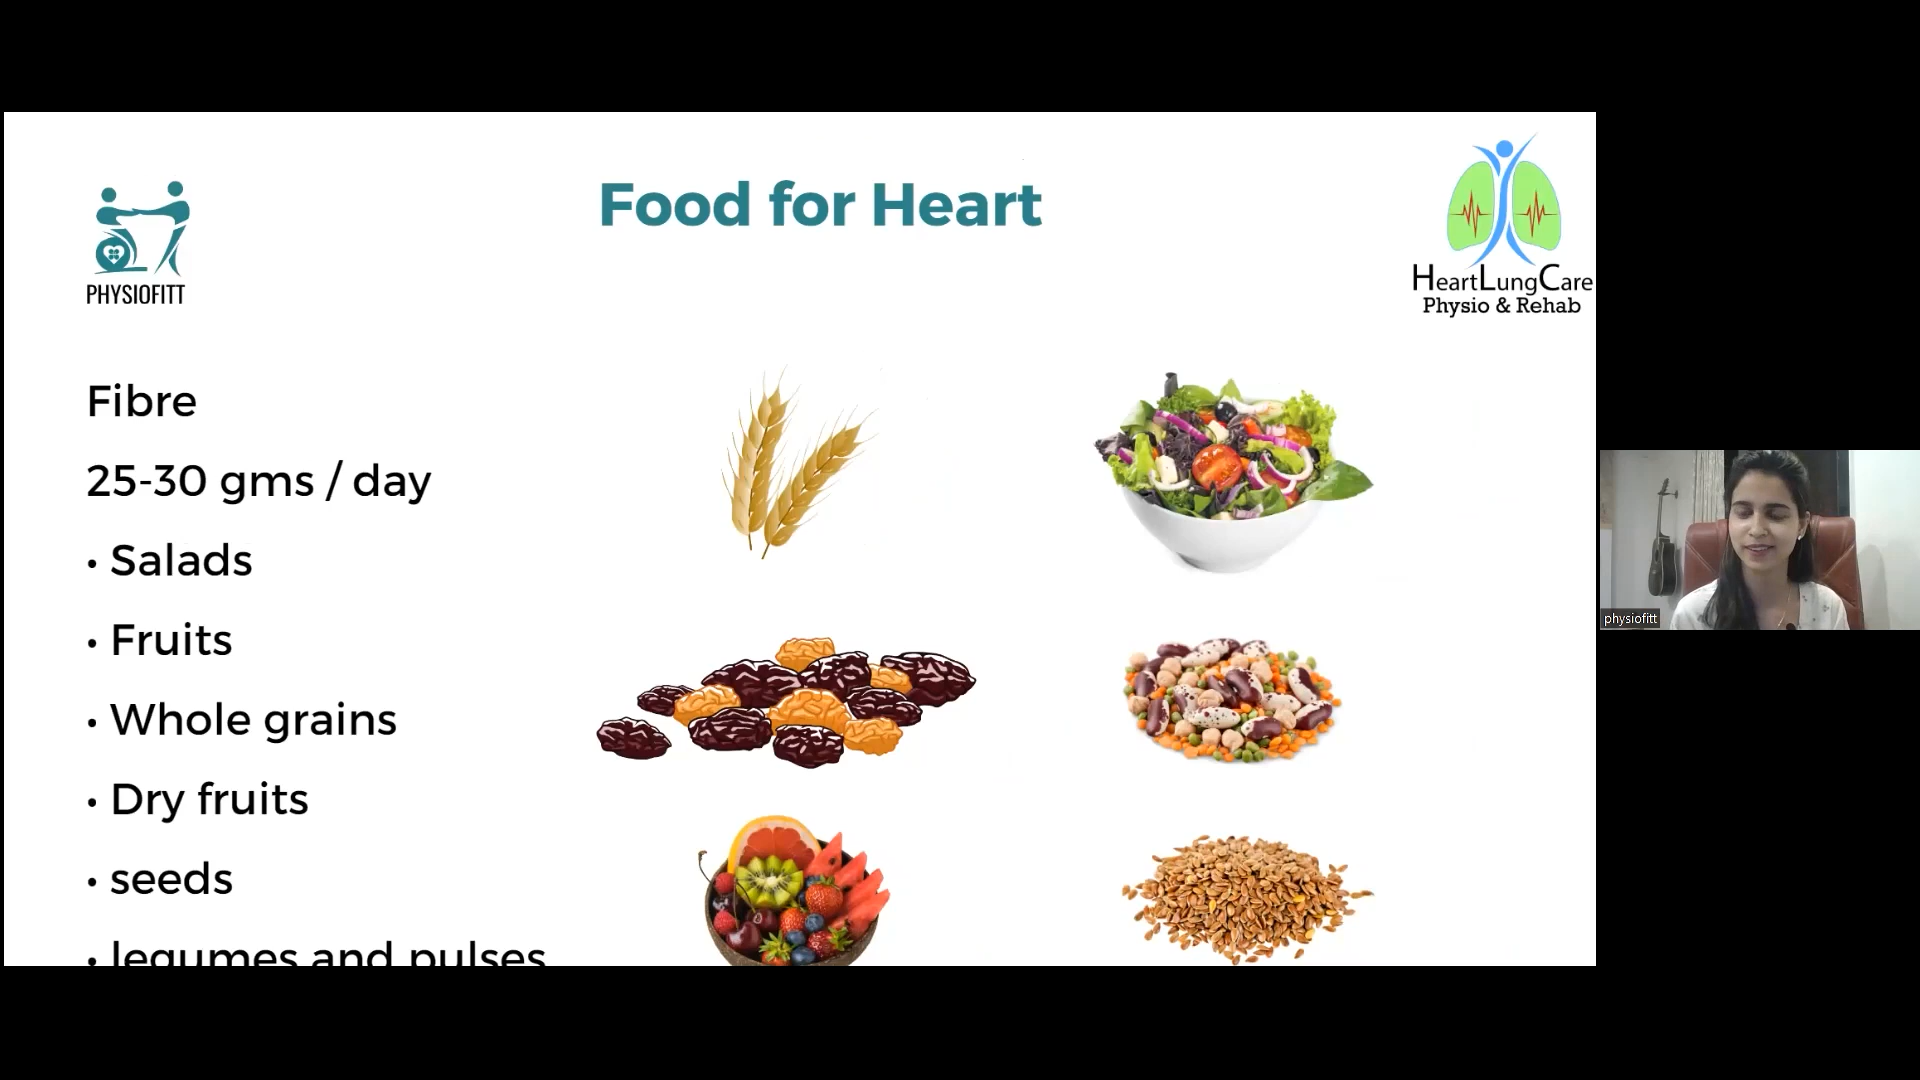 Food for Heart
PHYSIOFITT
HeartLungCare
Physio & Rehab
Fibre
25-30 gms / day
• Salads
• Fruits
• Whole grains
• Dry fruits
• seeds
• legumes and pulses
physiofitt